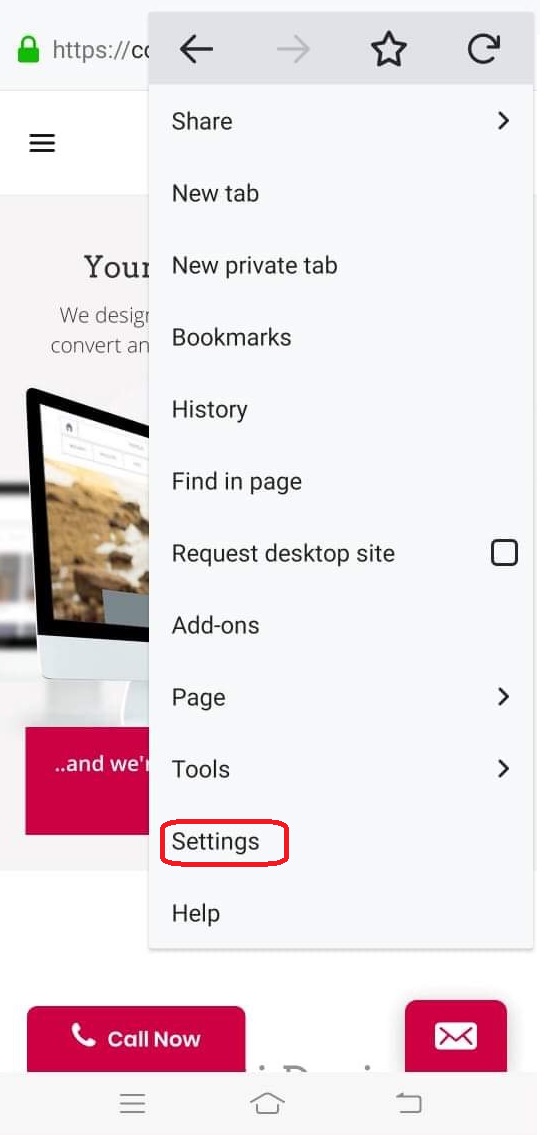 https://co
Share
New tab
New private tab
Bookmarks
History
Find in page
Request desktop site
Add-ons
Page
Tools
Settings
Help
Your
We desig
convert an
..and we'r
Call Now